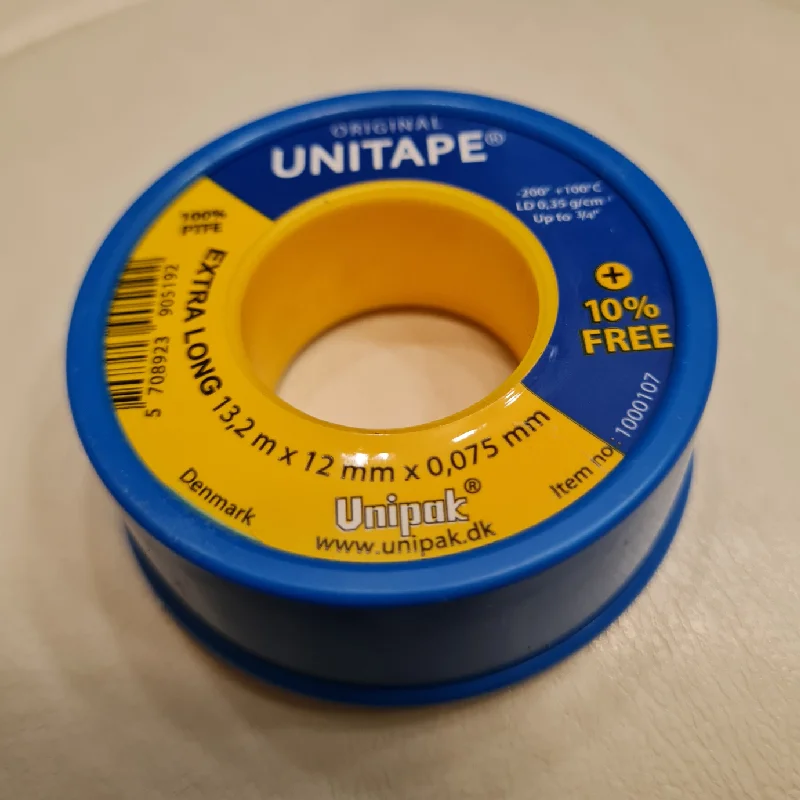 ORIGINAL
UNITAPE®
-200° +100°C
LD 0,35 g/cm³
Up to 3/4"
+
10%
FREE
100%
PTFE
EXTRA LONG 13,2 m x 12 mm x 0,075 mm
5 708923 905192
Denmark
Unipak®
www.unipak.dk
Item no.: 1000107